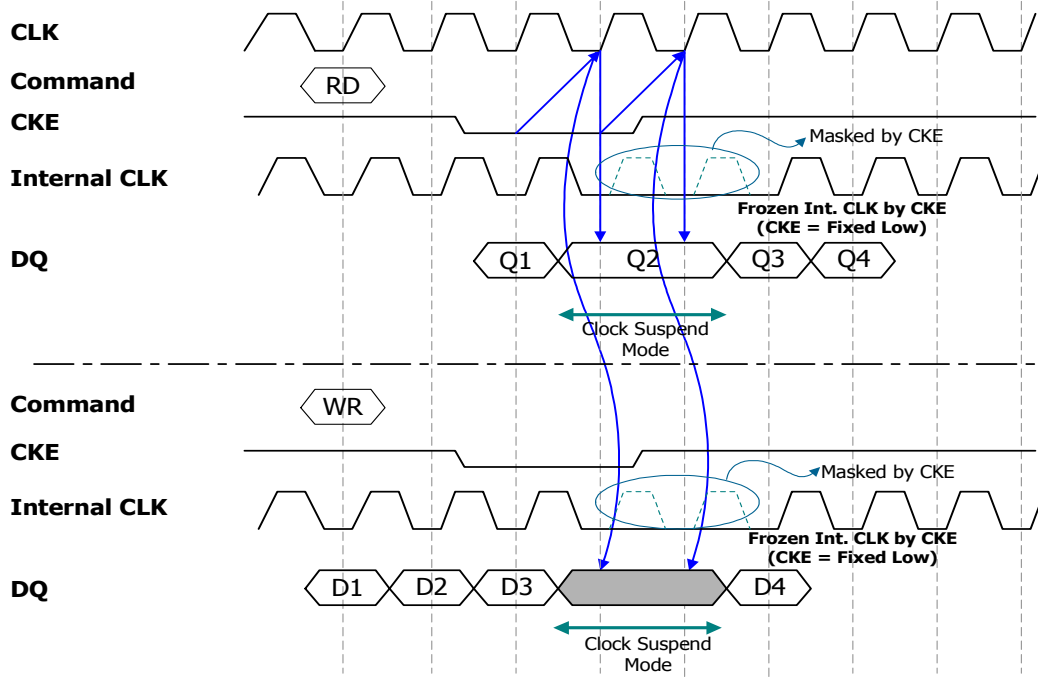 CLK
Command
RD
CKE
Masked by CKE
Internal CLK
Frozen Int. CLK by CKE
(CKE = Fixed Low)
DQ
Q1
Q2
Q3
Q4
Clock Suspend
Mode
Command
WR
CKE
Masked by CKE
Internal CLK
Frozen Int. CLK by CKE
(CKE = Fixed Low)
DQ
D1
D2
D3
D4
Clock Suspend
Mode